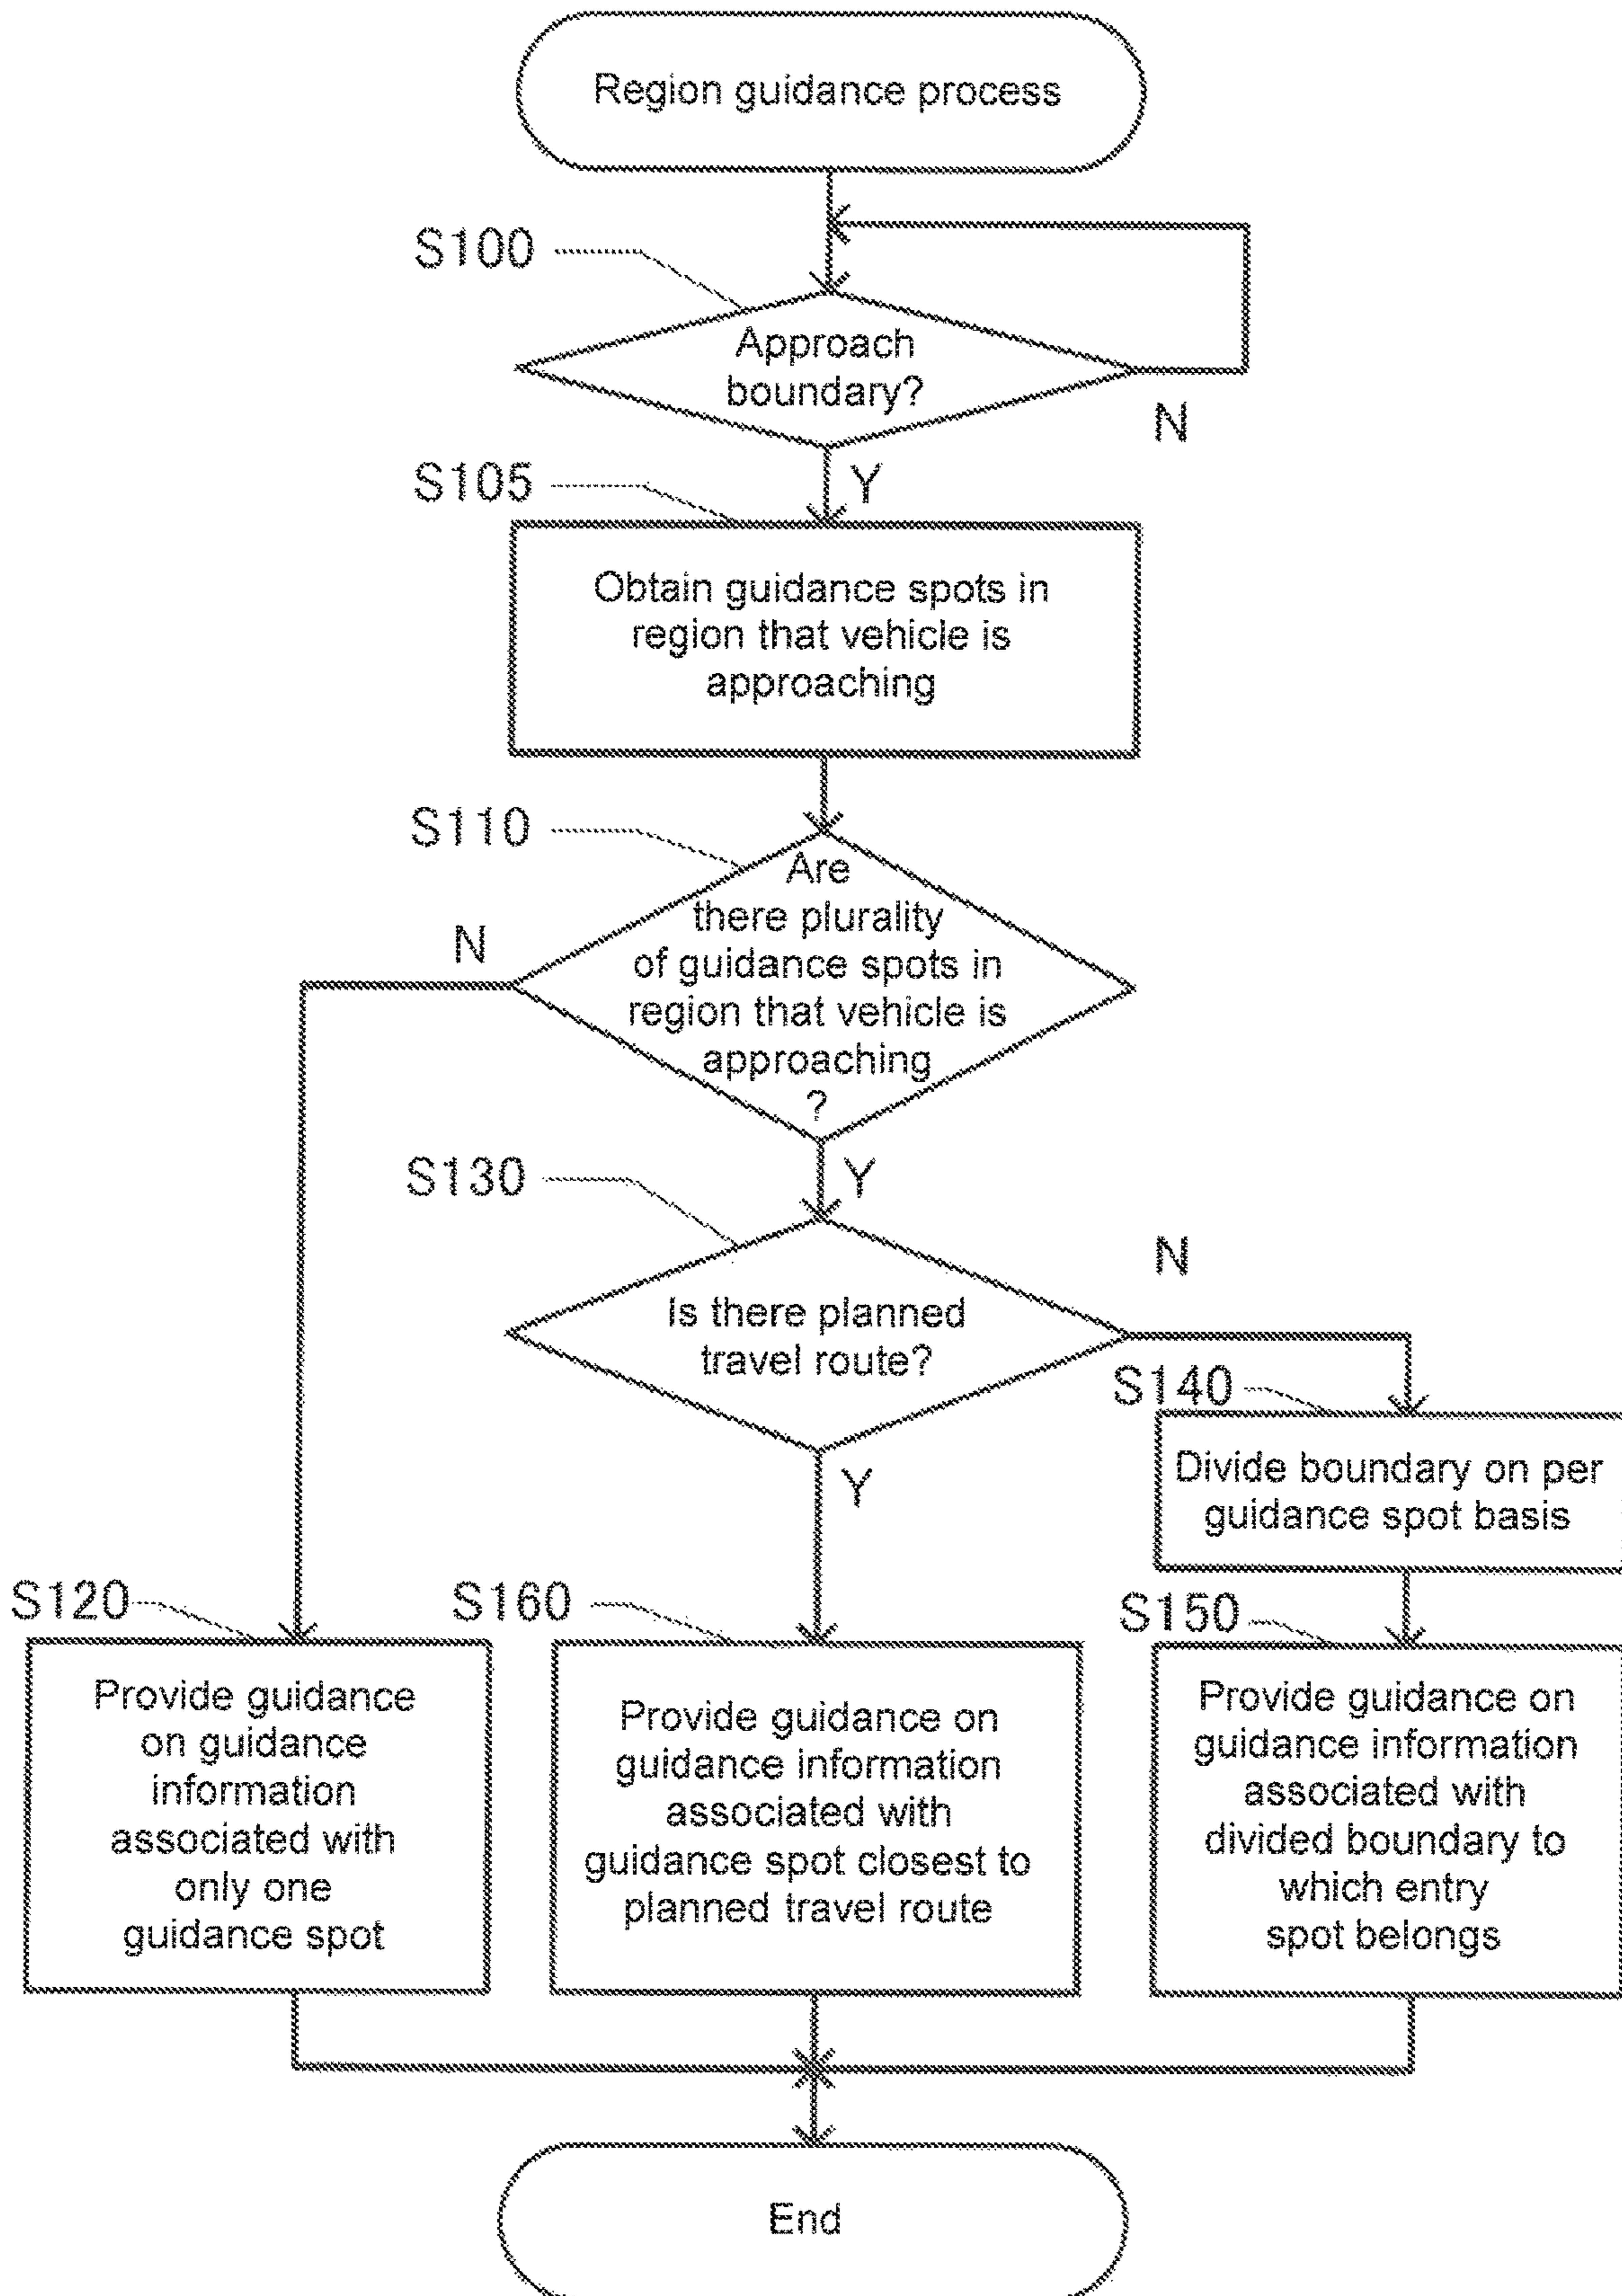 Region guidance process
S100
Approach
boundary?
N
Y
S105
Obtain guidance spots in
region that vehicle is
approaching
S110
Are
there plurality
of guidance spots in
region that vehicle is
approaching
?
N
Y
S130
Is there planned
travel route?
N
Y
S140
Divide boundary on per
guidance spot basis
S120
Provide guidance
on guidance
information
associated with
only one
guidance spot
S160
Provide guidance on
guidance information
associated with
guidance spot closest to
planned travel route
S150
Provide guidance on
guidance information
associated with
divided boundary to
which entry
spot belongs
End